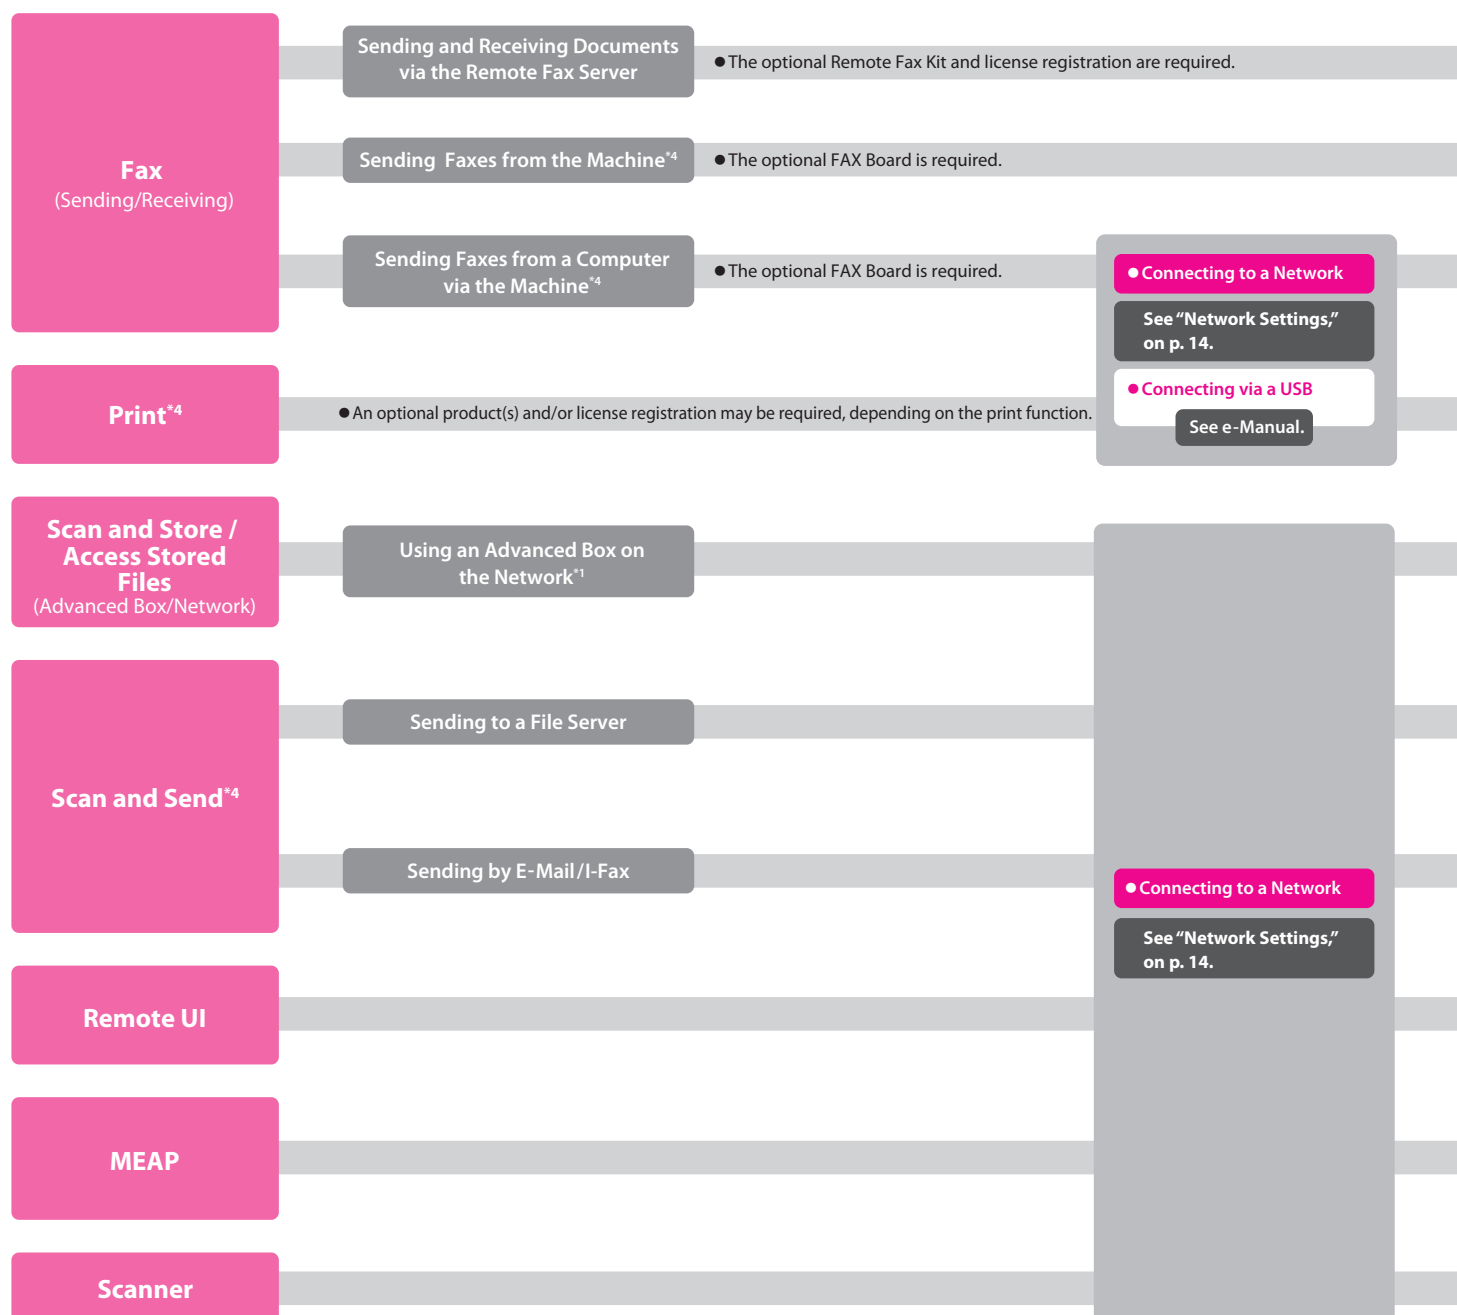 Fax
(Sending/Receiving)
Sending and Receiving Documents
via the Remote Fax Server
● The optional Remote Fax Kit and license registration are required.
Sending Faxes from the Machine*4
● The optional FAX Board is required.
Sending Faxes from a Computer
via the Machine*4
● The optional FAX Board is required.
● Connecting to a Network
See “Network Settings,”
on p. 14.
● Connecting via a USB
See e-Manual.
Print*4
● An optional product(s) and/or license registration may be required, depending on the print function.
Scan and Store /
Access Stored
Files
(Advanced Box/Network)
Using an Advanced Box on
the Network*1
Scan and Send*4
Sending to a File Server
Sending by E-Mail/I-Fax
● Connecting to a Network
See “Network Settings,”
on p. 14.
Remote UI
MEAP
Scanner